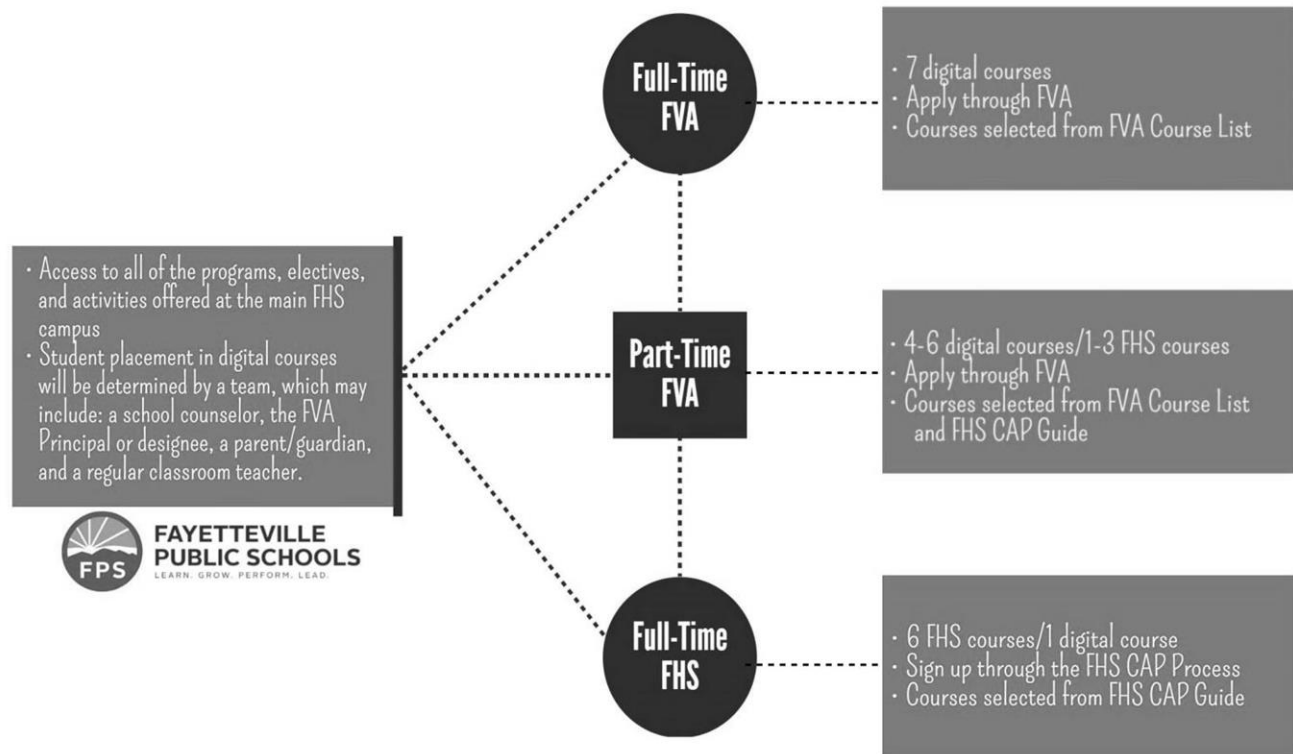 Full-Time
FVA
· 7 digital courses
· Apply through FVA
· Courses selected from FVA Course List
· Access to all of the programs, electives,
and activities offered at the main FHS
campus
· Student placement in digital courses
will be determined by a team, which may
include: a school counselor, the FVA
Principal or designee, a parent/guardian,
and a regular classroom teacher.
Part-Time
FVA
· 4-6 digital courses/1-3 FHS courses
· Apply through FVA
· Courses selected from FVA Course List
and FHS CAP Guide
FPS
FAYETTEVILLE
PUBLIC SCHOOLS
LEARN. GROW. PERFORM. LEAD.
Full-Time
FHS
· 6 FHS courses/1 digital course
· Sign up through the FHS CAP Process
· Courses selected from FHS CAP Guide